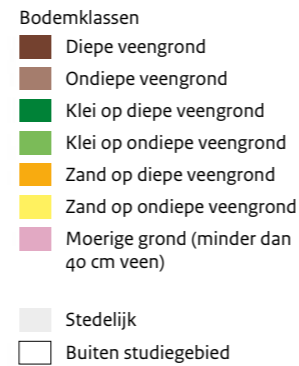 Bodemklassen
Diepe veengrond
Ondiepe veengrond
Klei op diepe veengrond
Klei op ondiepe veengrond
Zand op diepe veengrond
Zand op ondiepe veengrond
Moerige grond (minder dan
40 cm veen)
Stedelijk
Buiten studiegebied